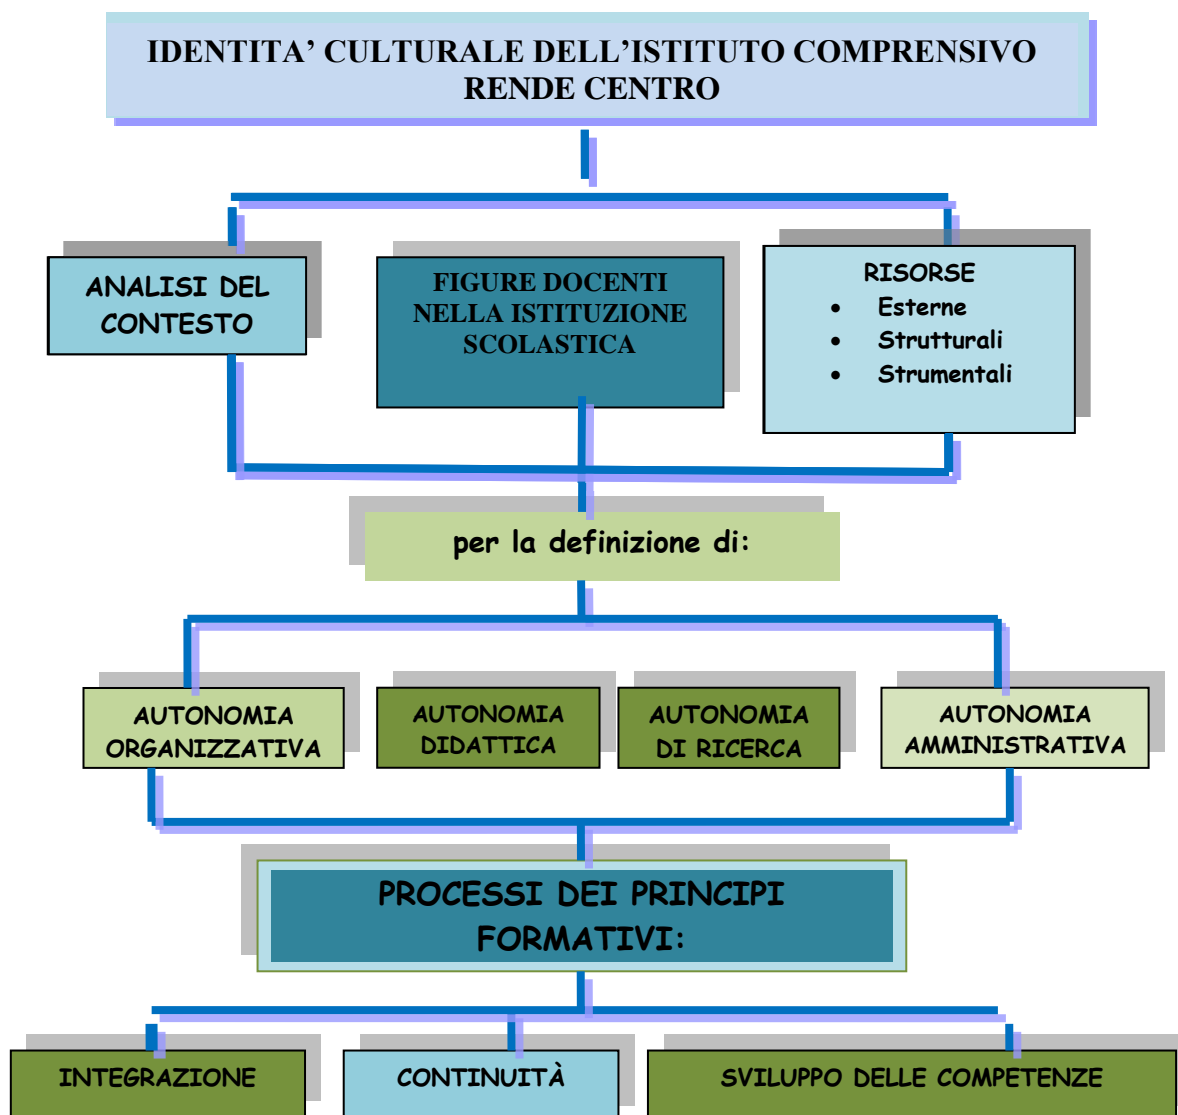 IDENTITA’ CULTURALE DELL’ISTITUTO COMPRENSIVO
RENDE CENTRO
ANALISI DEL
CONTESTO
FIGURE DOCENTI
NELLA ISTITUZIONE
SCOLASTICA
RISORSE
• Esterne
• Strutturali
• Strumentali
per la definizione di:
AUTONOMIA
ORGANIZZATIVA
AUTONOMIA
DIDATTICA
AUTONOMIA
DI RICERCA
AUTONOMIA
AMMINISTRATIVA
PROCESSI DEI PRINCIPI
FORMATIVI:
INTEGRAZIONE
CONTINUITÀ
SVILUPPO DELLE COMPETENZE